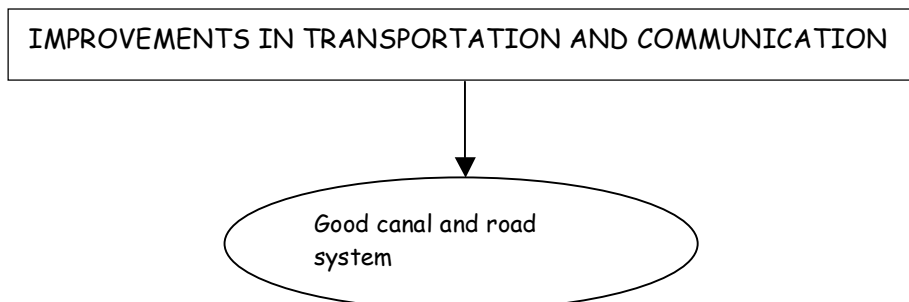 IMPROVEMENTS IN TRANSPORTATION AND COMMUNICATION
Good canal and road
system